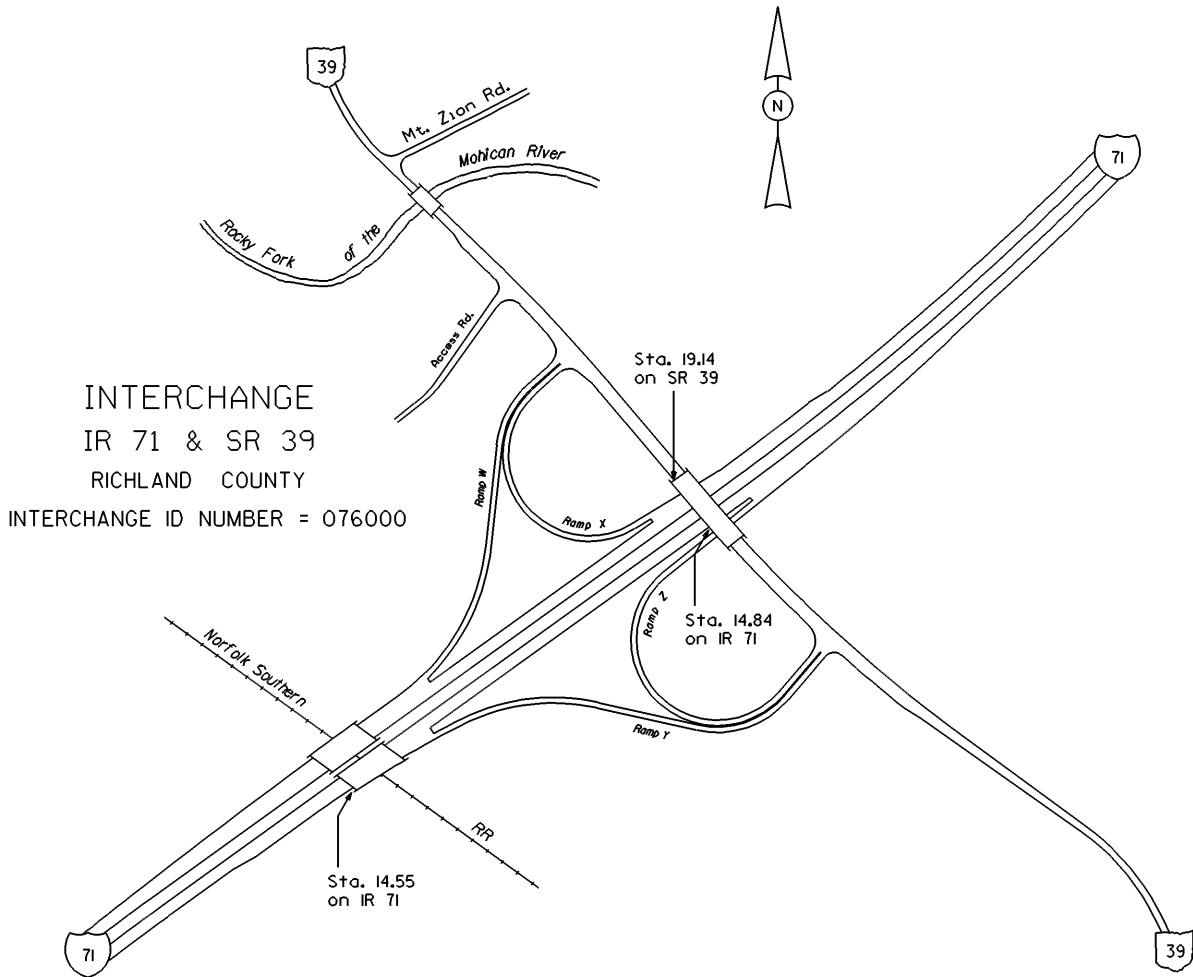 39
Mt. Zion Rd.
N
Mohican River
71
Rocky Fork
of the
Access Rd.
Sta. 19.14
on SR 39
INTERCHANGE
IR 71 & SR 39
RICHLAND COUNTY
INTERCHANGE ID NUMBER = 076000
Ramp W
Ramp X
Ramp Z
Sta. 14.84
on IR 71
Norfolk Southern
Ramp Y
RR
Sta. 14.55
on IR 71
71
39